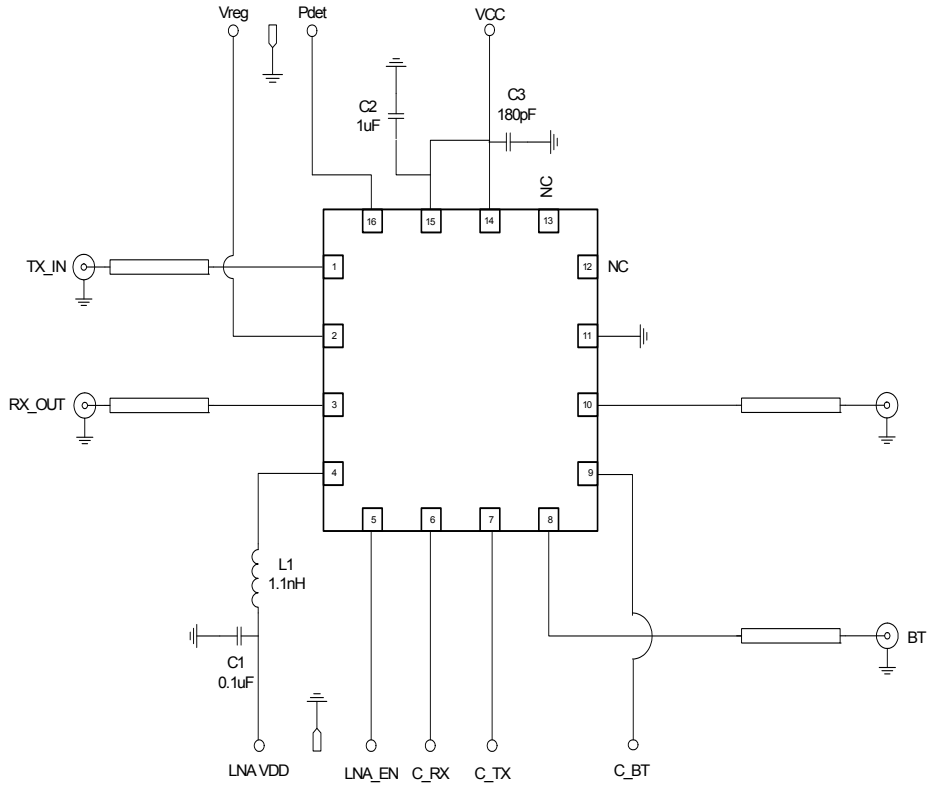 Vreg
Pdet
VCC
C2
1uF
C3
180pF
NC
16
15
14
13
TX_IN
1
12
NC
2
11
RX_OUT
3
10
4
9
5
6
7
8
L1
1.1nH
C1
0.1uF
BT
LNA VDD
LNA_EN
C_RX
C_TX
C_BT